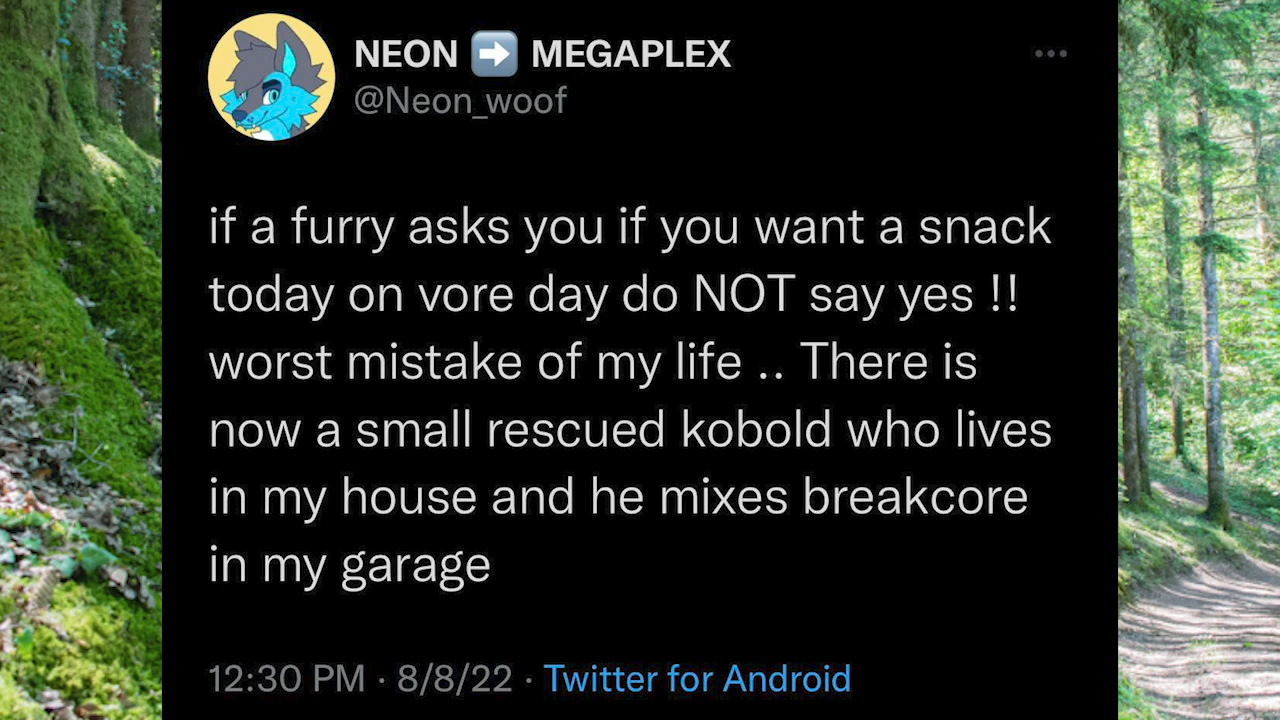 NEON ➡️ MEGAPLEX
@Neon_woof
if a furry asks you if you want a snack
today on vore day do NOT say yes !!
worst mistake of my life .. There is
now a small rescued kobold who lives
in my house and he mixes breakcore
in my garage
12:30 PM · 8/8/22 · Twitter for Android